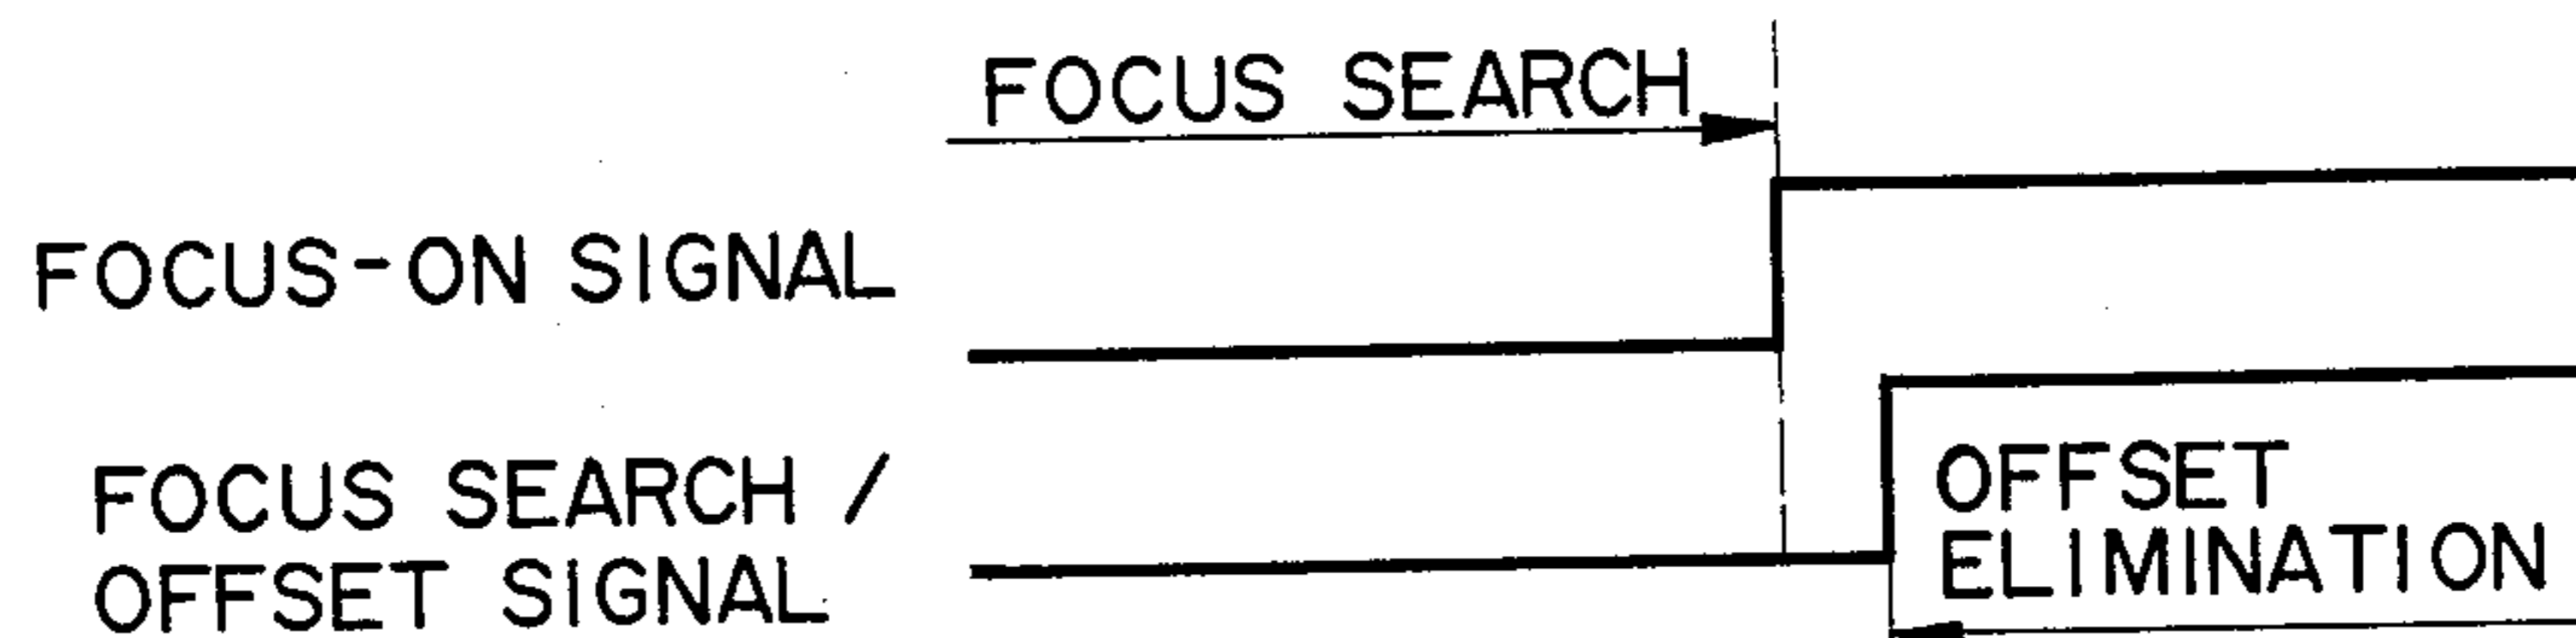 FOCUS SEARCH
FOCUS-ON SIGNAL
FOCUS SEARCH /
OFFSET SIGNAL
OFFSET
ELIMINATION